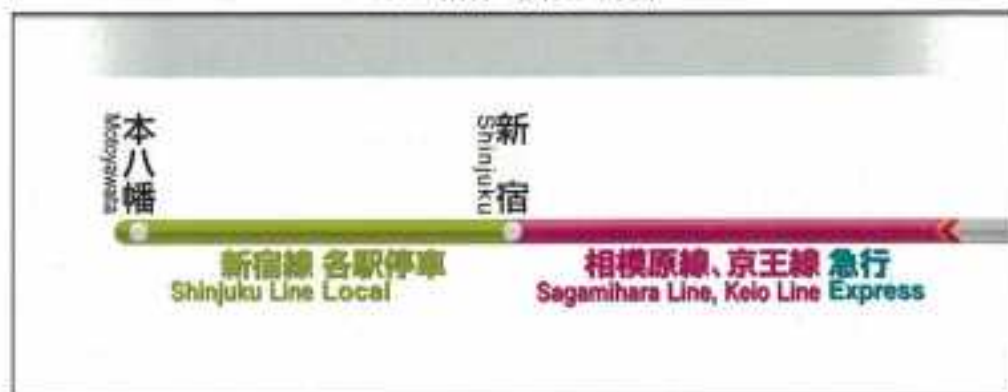 本八幡
Motoyawata
新宿
Shinjuku
新宿線 各駅停車
Shinjuku Line Local
相模原線、京王線 急行
Sagamihara Line, Keio Line Express